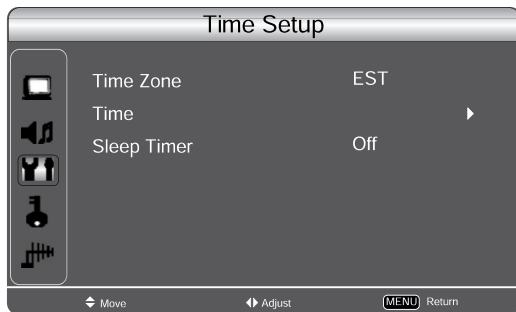 Time Setup
Time Zone EST
Time
Sleep Timer Off
Move Adjust MENU Return